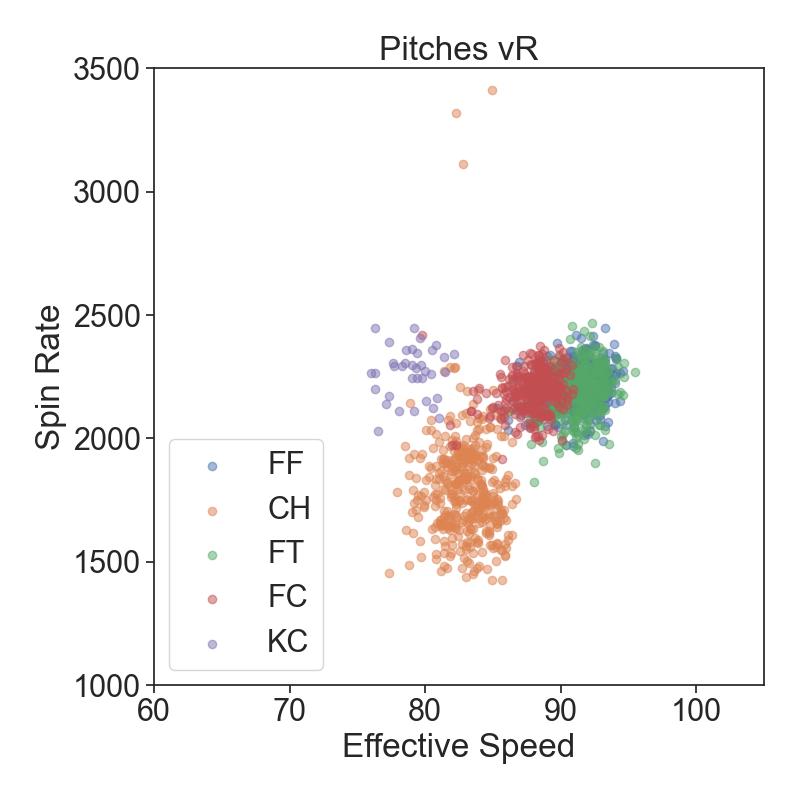 Pitches vR
3500
3000
2500
2000
1500
1000
Spin Rate
FF
CH
FT
FC
KC
60 70 80 90 100
Effective Speed